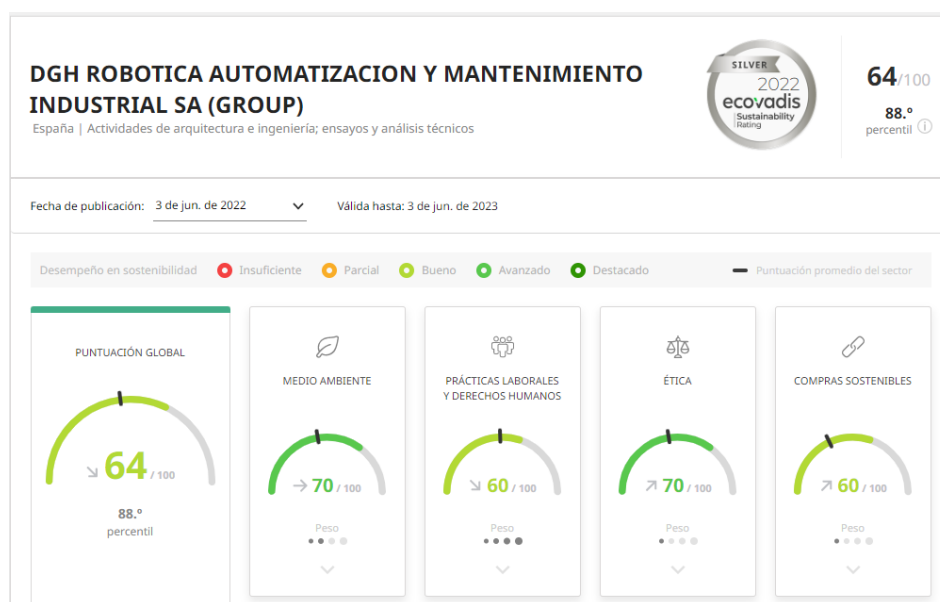 DGH ROBOTICA AUTOMATIZACION Y MANTENIMIENTO
INDUSTRIAL SA (GROUP)
España | Actividades de arquitectura e ingeniería; ensayos y análisis técnicos
SILVER
2022
ecovadis
Sustainability
Rating
64/100
88.º
percentil
Fecha de publicación: 3 de jun. de 2022 Válida hasta: 3 de jun. de 2023
Desempeño en sostenibilidad Insuficiente Parcial Bueno Avanzado Destacado Puntuación promedio del sector
PUNTUACIÓN GLOBAL
64 / 100
88.º
percentil
MEDIO AMBIENTE
70 / 100
Peso
PRÁCTICAS LABORALES
Y DERECHOS HUMANOS
60 / 100
Peso
ÉTICA
70 / 100
Peso
COMPRAS SOSTENIBLES
60 / 100
Peso